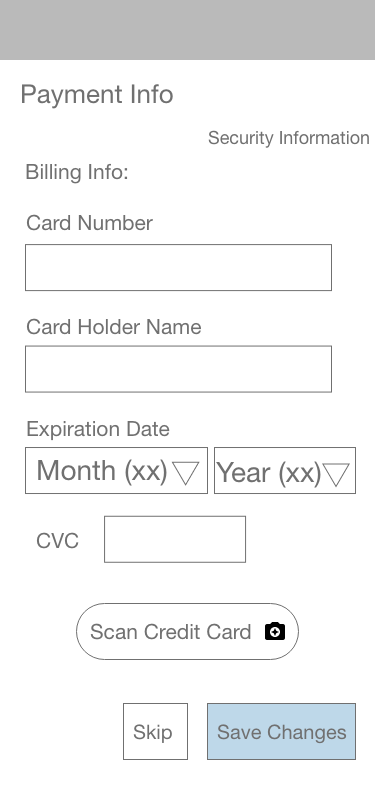 Payment Info
Security Information
Billing Info:
Card Number
Card Holder Name
Expiration Date
Month (xx) Year (xx)
CVC
Scan Credit Card
Skip Save Changes